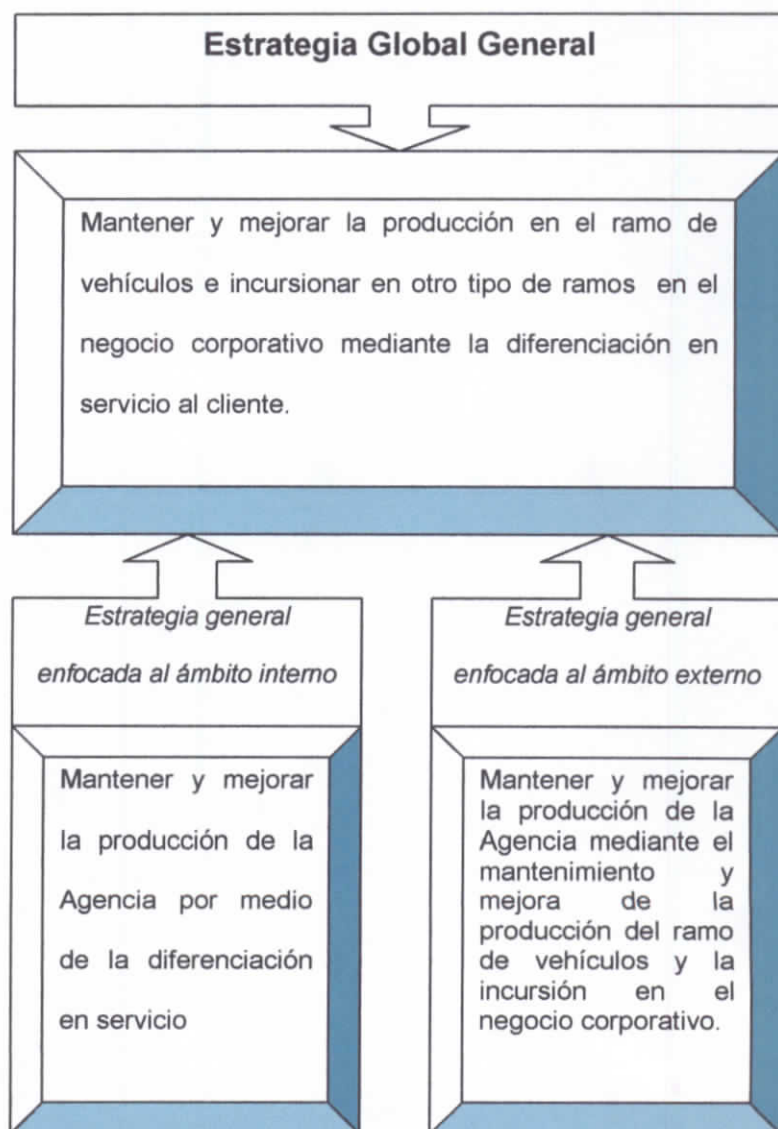 Estrategia Global General
Mantener y mejorar la producción en el ramo de
vehículos e incursionar en otro tipo de ramos en el
negocio corporativo mediante la diferenciación en
servicio al cliente.
Estrategia general
enfocada al ámbito interno
Mantener y mejorar
la producción de la
Agencia por medio
de la diferenciación
en servicio
Estrategia general
enfocada al ámbito externo
Mantener y mejorar
la producción de la
Agencia mediante el
mantenimiento y
mejora de la
producción del ramo
de vehículos y la
incursión en el
negocio corporativo.